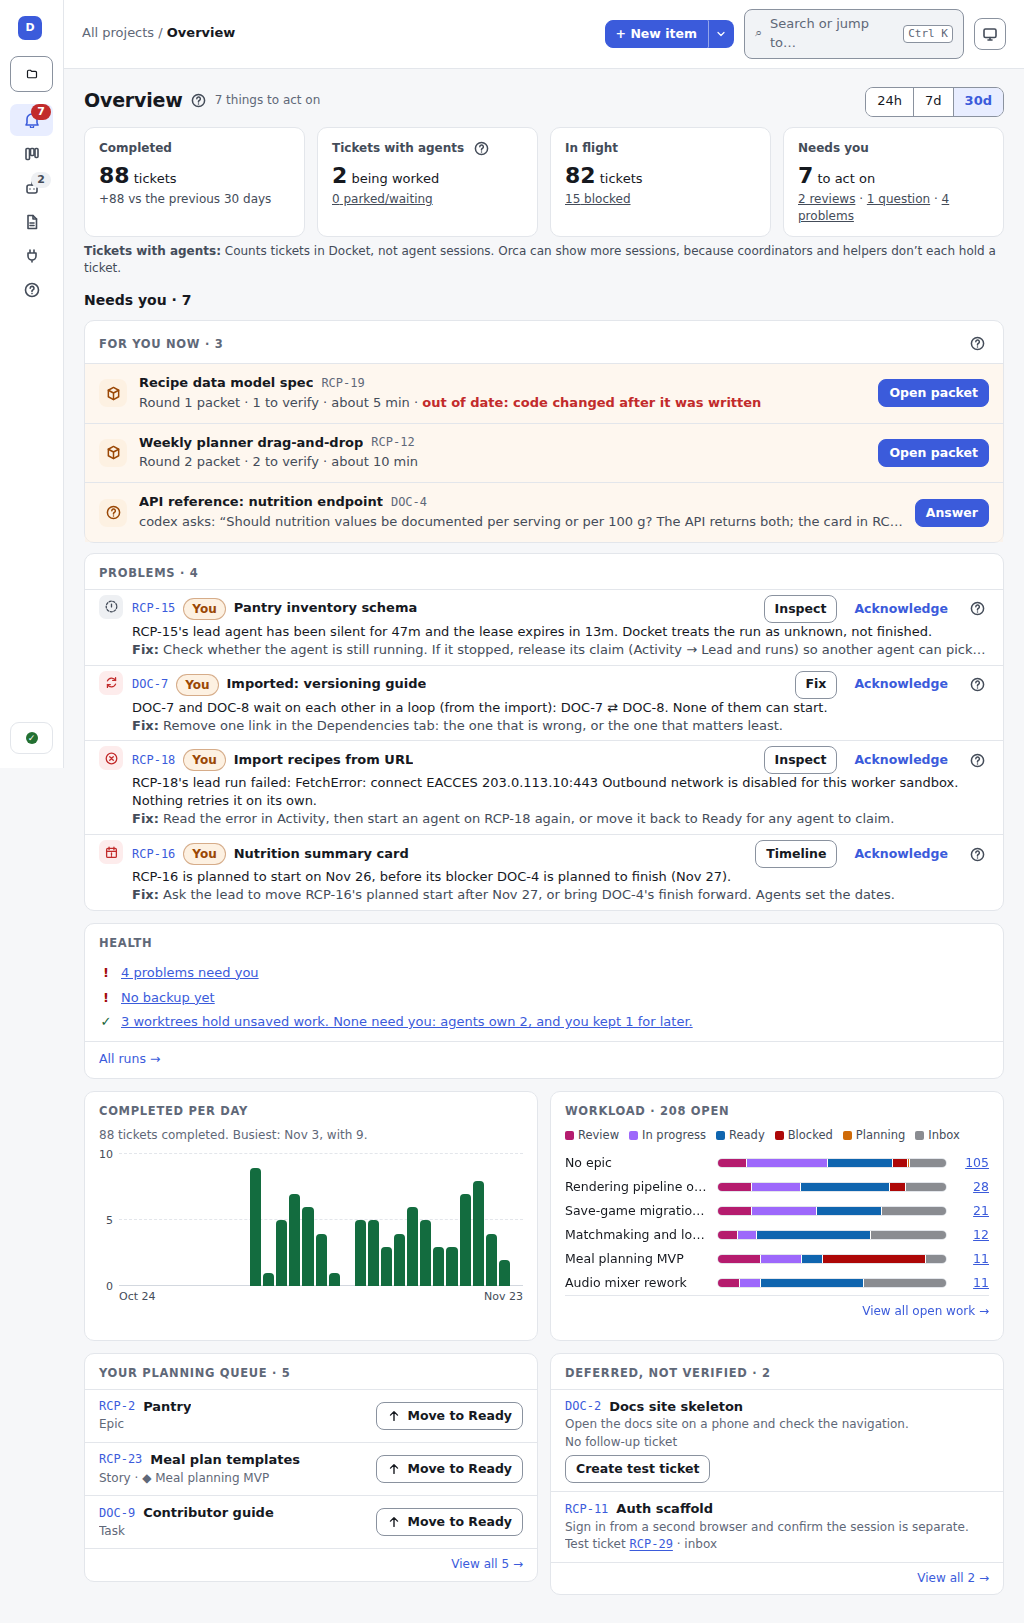 D
All projects / Overview
+ New item
Search or jump to…
Ctrl K
7
2
Overview
7 things to act on
24h 7d 30d
Completed
88 tickets
+88 vs the previous 30 days
Tickets with agents
2 being worked
0 parked/waiting
In flight
82 tickets
15 blocked
Needs you
7 to act on
2 reviews · 1 question · 4
problems
Tickets with agents: Counts tickets in Docket, not agent sessions. Orca can show more sessions, because coordinators and helpers don’t each hold a
ticket.
Needs you · 7
FOR YOU NOW · 3
Recipe data model spec RCP-19
Round 1 packet · 1 to verify · about 5 min · out of date: code changed after it was written
Open packet
Weekly planner drag-and-drop RCP-12
Round 2 packet · 2 to verify · about 10 min
Open packet
API reference: nutrition endpoint DOC-4
codex asks: “Should nutrition values be documented per serving or per 100 g? The API returns both; the card in RC…
Answer
PROBLEMS · 4
RCP-15 You Pantry inventory schema
Inspect Acknowledge
RCP-15's lead agent has been silent for 47m and the lease expires in 13m. Docket treats the run as unknown, not finished.
Fix: Check whether the agent is still running. If it stopped, release its claim (Activity → Lead and runs) so another agent can pick…
DOC-7 You Imported: versioning guide
Fix Acknowledge
DOC-7 and DOC-8 wait on each other in a loop (from the import): DOC-7 ⇄ DOC-8. None of them can start.
Fix: Remove one link in the Dependencies tab: the one that is wrong, or the one that matters least.
RCP-18 You Import recipes from URL
Inspect Acknowledge
RCP-18's lead run failed: FetchError: connect EACCES 203.0.113.10:443 Outbound network is disabled for this worker sandbox.
Nothing retries it on its own.
Fix: Read the error in Activity, then start an agent on RCP-18 again, or move it back to Ready for any agent to claim.
RCP-16 You Nutrition summary card
Timeline Acknowledge
RCP-16 is planned to start on Nov 26, before its blocker DOC-4 is planned to finish (Nov 27).
Fix: Ask the lead to move RCP-16's planned start after Nov 27, or bring DOC-4's finish forward. Agents set the dates.
HEALTH
! 4 problems need you
! No backup yet
✓ 3 worktrees hold unsaved work. None need you: agents own 2, and you kept 1 for later.
All runs →
COMPLETED PER DAY
88 tickets completed. Busiest: Nov 3, with 9.
10
5
0
Oct 24
Nov 23
WORKLOAD · 208 OPEN
Review In progress Ready Blocked Planning Inbox
No epic 105
Rendering pipeline o… 28
Save-game migratio… 21
Matchmaking and lo… 12
Meal planning MVP 11
Audio mixer rework 11
View all open work →
YOUR PLANNING QUEUE · 5
RCP-2 Pantry
Epic
↑ Move to Ready
RCP-23 Meal plan templates
Story · ◆ Meal planning MVP
↑ Move to Ready
DOC-9 Contributor guide
Task
↑ Move to Ready
View all 5 →
DEFERRED, NOT VERIFIED · 2
DOC-2 Docs site skeleton
Open the docs site on a phone and check the navigation.
No follow-up ticket
Create test ticket
RCP-11 Auth scaffold
Sign in from a second browser and confirm the session is separate.
Test ticket RCP-29 · inbox
View all 2 →